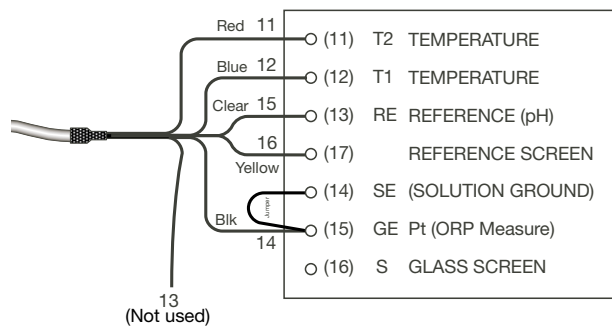 Red 11
(11) T2 TEMPERATURE
Blue 12
(12) T1 TEMPERATURE
Clear 15
(13) RE REFERENCE (pH)
16
Yellow
(17) REFERENCE SCREEN
(14) SE (SOLUTION GROUND)
Jumper
Blk
14
(15) GE Pt (ORP Measure)
(16) S GLASS SCREEN
13
(Not used)